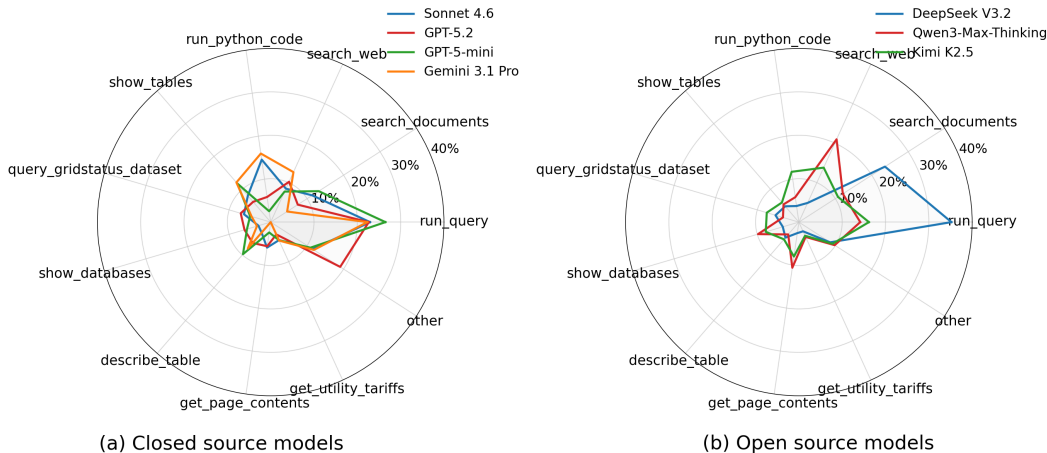 Sonnet 4.6
GPT-5.2
GPT-5-mini
Gemini 3.1 Pro
run_python_code
search_web
show_tables
search_documents
40%
30%
20%
10%
query_gridstatus_dataset
run_query
show_databases
other
describe_table
get_utility_tariffs
get_page_contents
(a) Closed source models
DeepSeek V3.2
Qwen3-Max-Thinking
Kimi K2.5
run_python_code
search_web
show_tables
search_documents
40%
30%
20%
10%
query_gridstatus_dataset
run_query
show_databases
other
describe_table
get_utility_tariffs
get_page_contents
(b) Open source models